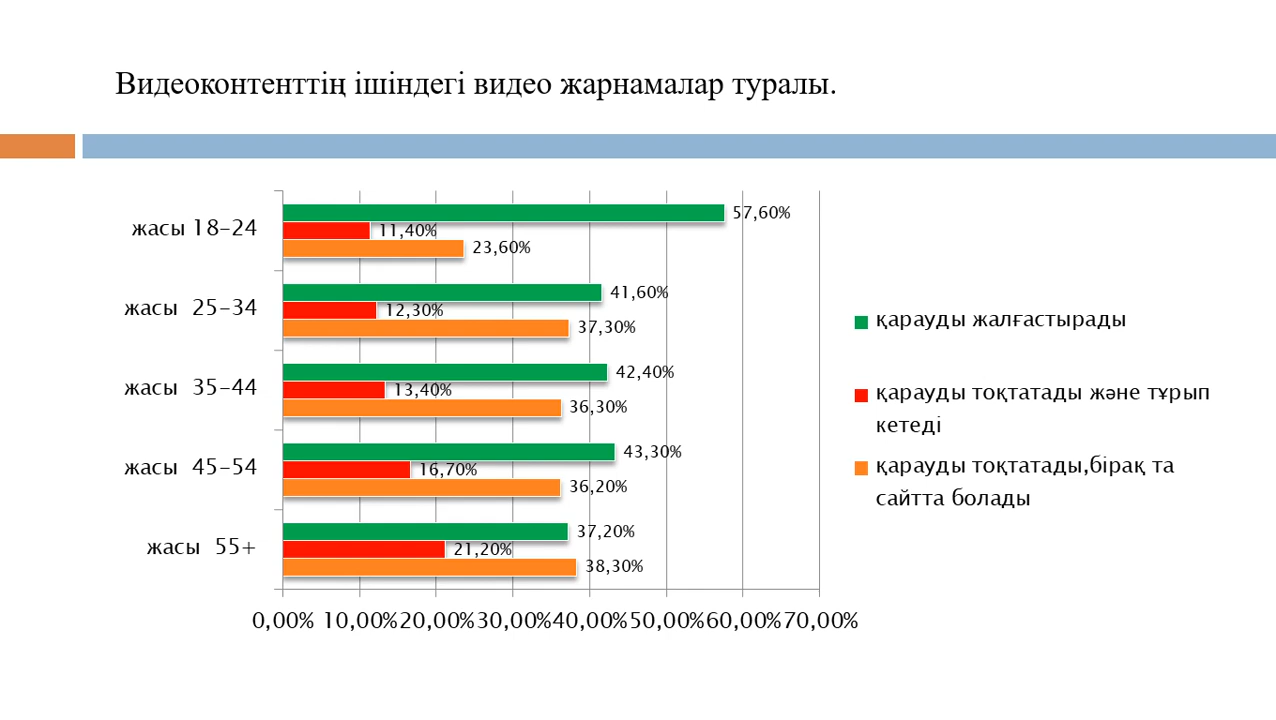 Видеоконтенттің ішіндегі видео жарнамалар туралы.
жасы 18-24
57,60%
11,40%
23,60%
жасы 25-34
41,60%
12,30%
37,30%
жасы 35-44
42,40%
13,40%
36,30%
жасы 45-54
43,30%
16,70%
36,20%
жасы 55+
37,20%
21,20%
38,30%
0,00% 10,00%20,00%30,00%40,00%50,00%60,00%70,00%
қарауды жалғастырады
қарауды тоқтатады және тұрып
кетеді
қарауды тоқтатады,бірақ та
сайтта болады